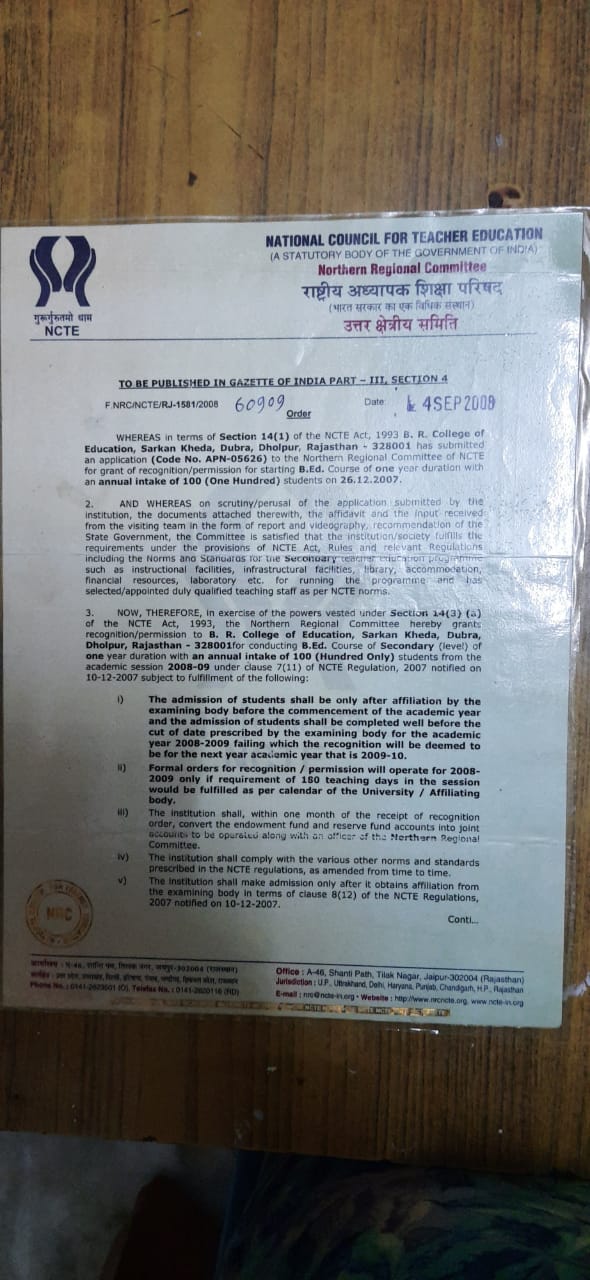 NATIONAL COUNCIL FOR TEACHER EDUCATION
(A STATUTORY BODY OF THE GOVERNMENT OF INDIA)
Northern Regional Committee
राष्ट्रीय अध्यापक शिक्षा परिषद
(भारत सरकार का एक विधिक संस्थान)
उत्तर क्षेत्रीय समिति
गुरूर्गुरुतमो धाम
NCTE
TO BE PUBLISHED IN GAZETTE OF INDIA PART – III, SECTION 4
F.NRC/NCTE/RJ-1581/2008 60909 Date: 4 SEP 2008
Order
WHEREAS in terms of Section 14(1) of the NCTE Act, 1993 B. R. College of
Education, Sarkan Kheda, Dubra, Dholpur, Rajasthan - 328001 has submitted
an application (Code No. APN-05626) to the Northern Regional Committee of NCTE
for grant of recognition/permission for starting B.Ed. Course of one year duration with
an annual intake of 100 (One Hundred) students on 26.12.2007.
2. AND WHEREAS on scrutiny/perusal of the application submitted by the
institution, the documents attached therewith, the affidavit and the input received
from the visiting team in the form of report and videography, recommendation of the
State Government, the Committee is satisfied that the institution/society fulfills the
requirements under the provisions of NCTE Act, Rules and relevant Regulations
including the Norms and Standards for the Secondary teacher education programme
such as instructional facilities, infrastructural facilities, library, accommodation,
financial resources, laboratory etc. for running the programme and has
selected/appointed duly qualified teaching staff as per NCTE norms.
3. NOW, THEREFORE, in exercise of the powers vested under Section 14(3) (a)
of the NCTE Act, 1993, the Northern Regional Committee hereby grants
recognition/permission to B. R. College of Education, Sarkan Kheda, Dubra,
Dholpur, Rajasthan - 328001for conducting B.Ed. Course of Secondary (level) of
one year duration with an annual intake of 100 (Hundred Only) students from the
academic session 2008-09 under clause 7(11) of NCTE Regulation, 2007 notified on
10-12-2007 subject to fulfillment of the following:
i) The admission of students shall be only after affiliation by the
examining body before the commencement of the academic year
and the admission of students shall be completed well before the
cut of date prescribed by the examining body for the academic
year 2008-2009 failing which the recognition will be deemed to
be for the next year academic year that is 2009-10.
ii) Formal orders for recognition / permission will operate for 2008-
2009 only if requirement of 180 teaching days in the session
would be fulfilled as per calendar of the University / Affiliating
body.
iii) The institution shall, within one month of the receipt of recognition
order, convert the endowment fund and reserve fund accounts into joint
accounts to be operated along with an officer of the Northern Regional
Committee.
iv) The institution shall comply with the various other norms and standards
prescribed in the NCTE regulations, as amended from time to time.
v) The institution shall make admission only after it obtains affiliation from
the examining body in terms of clause 8(12) of the NCTE Regulations,
2007 notified on 10-12-2007.
Conti...
NRC
कार्यालय : ए-46, शान्ति पथ, तिलक नगर, जयपुर-302004 (राजस्थान)
Phone No. : 0141-2623501 (O), Telefax No. : 0141-2620116 (RD)
Office : A-46, Shanti Path, Tilak Nagar, Jaipur-302004 (Rajasthan)
Jurisdiction : U.P., Uttrakhand, Delhi, Haryana, Punjab, Chandigarh, H.P., Rajasthan
E-mail : nrc@ncte-in.org • Website : http://www.nrcncte.org, www.ncte-in.org